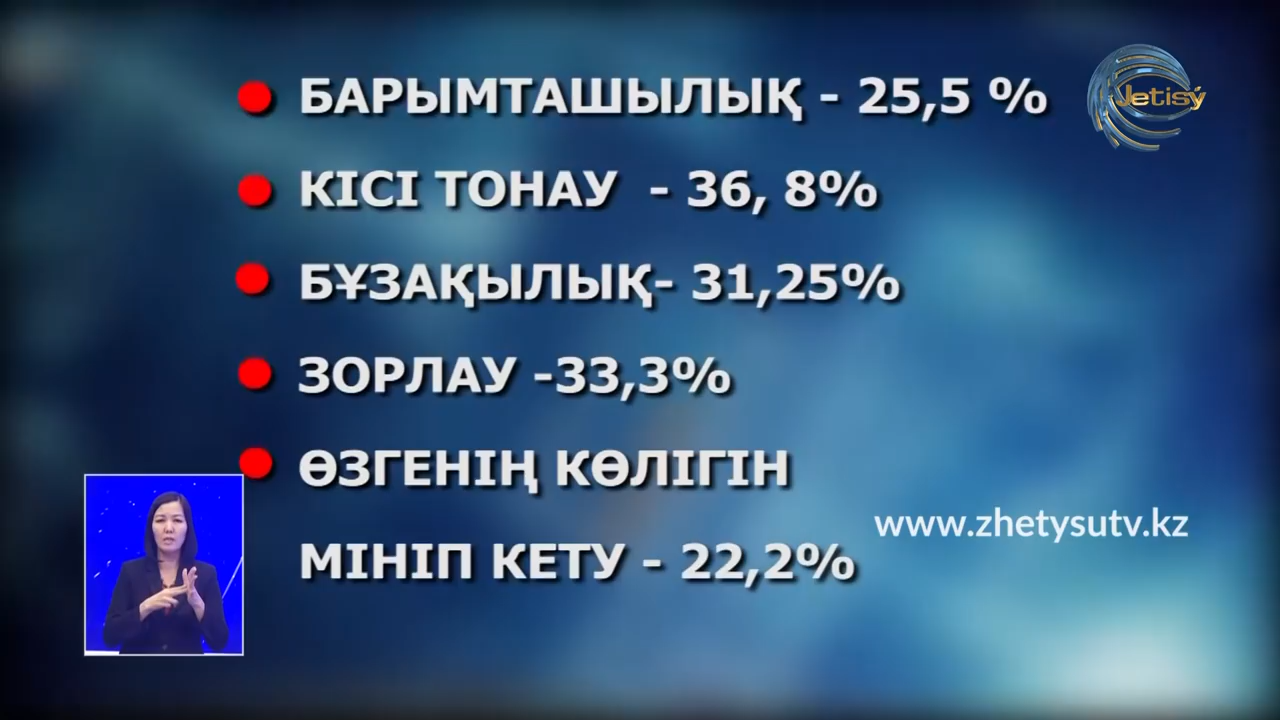 БАРЫМТАШЫЛЫҚ - 25,5 %
Jetisý
КІСІ ТОНАУ - 36, 8%
БҰЗАҚЫЛЫҚ- 31,25%
ЗОРЛАУ -33,3%
ӨЗГЕНІҢ КӨЛІГІН
МІНІП КЕТУ - 22,2%
www.zhetysutv.kz